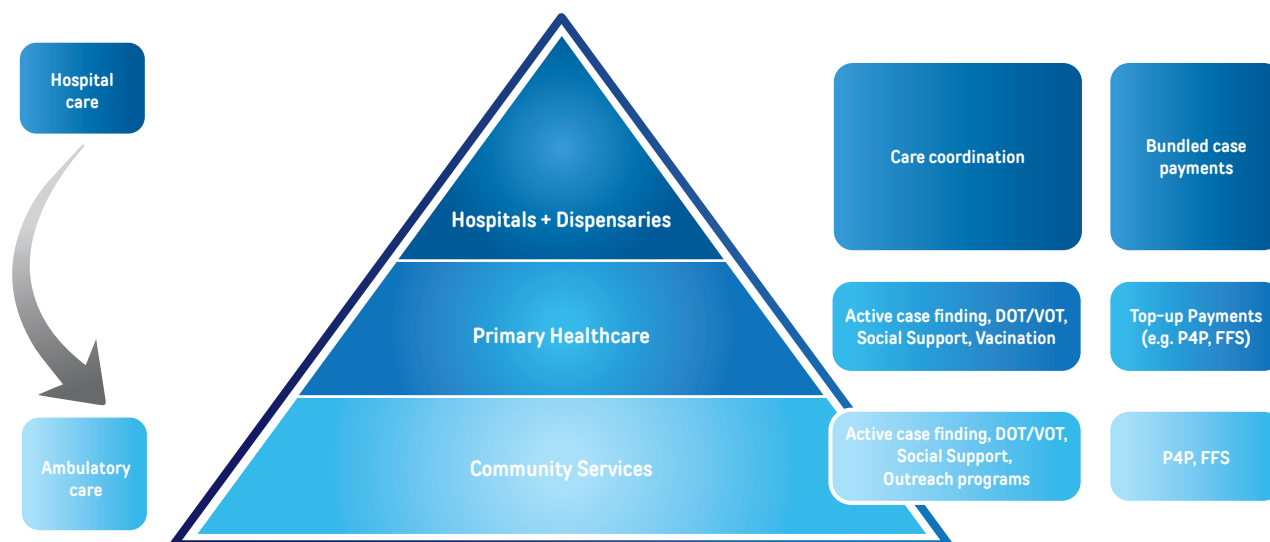 Hospital
care
Ambulatory
care
Hospitals + Dispensaries
Primary Healthcare
Community Services
Care coordination
Bundled case
payments
Active case finding, DOT/VOT,
Social Support, Vacination
Top-up Payments
(e.g. P4P, FFS)
Active case finding, DOT/VOT,
Social Support,
Outreach programs
P4P, FFS